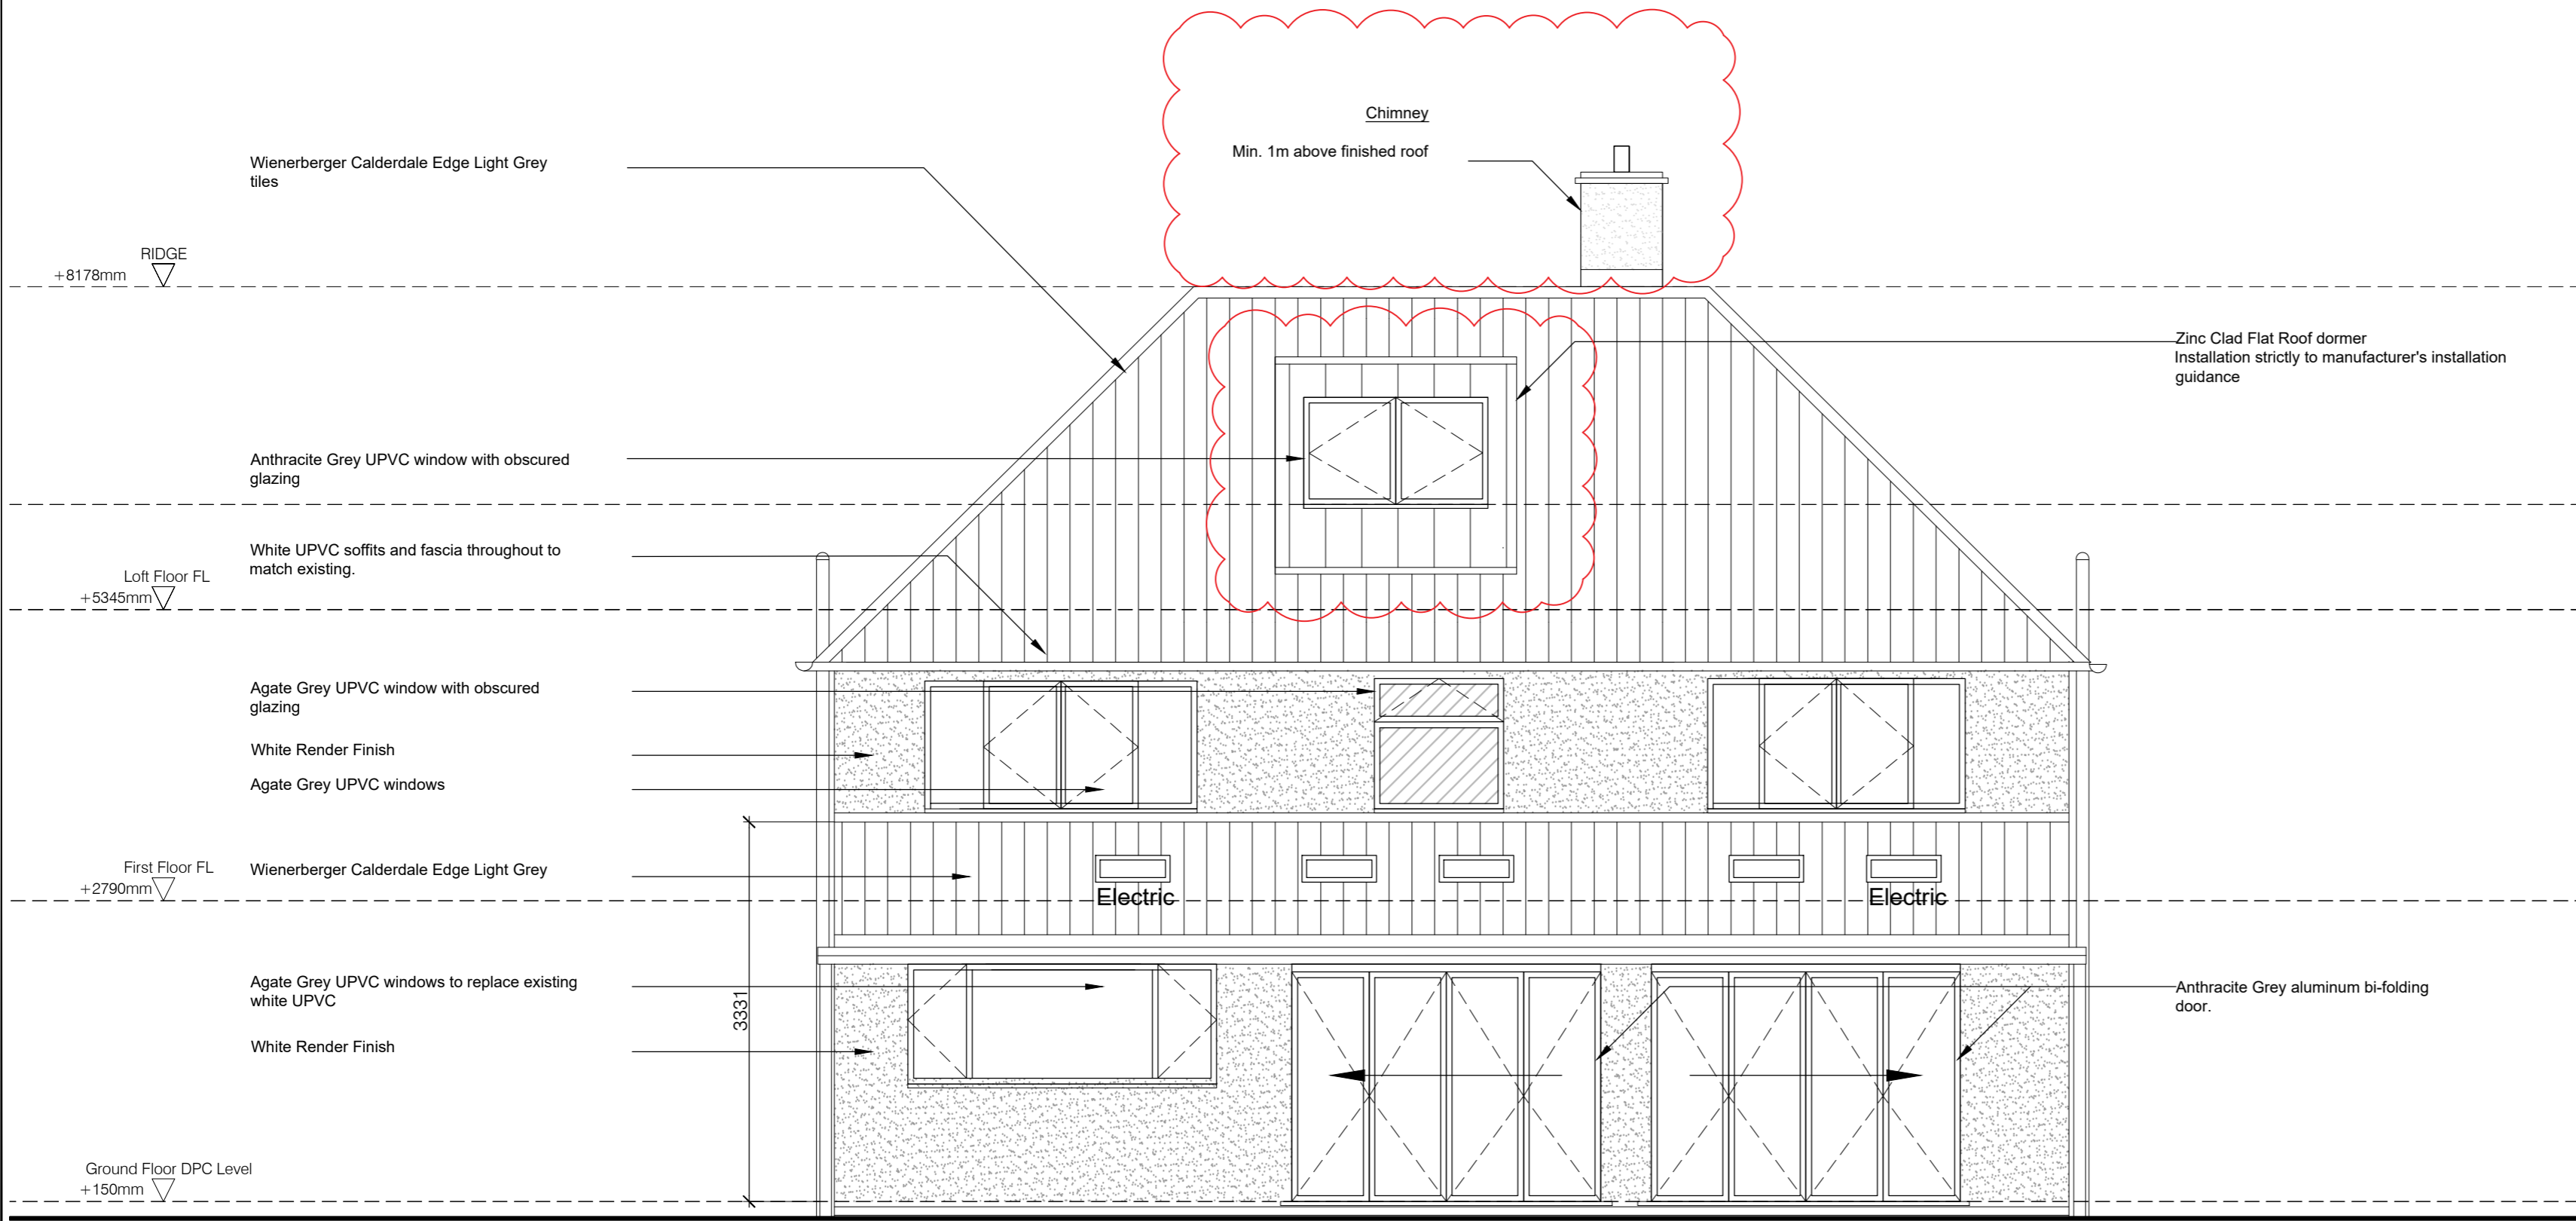 Chimney
Min. 1m above finished roof
Wienerberger Calderdale Edge Light Grey
tiles
RIDGE
+8178mm
Zinc Clad Flat Roof dormer
Installation strictly to manufacturer's installation
guidance
Anthracite Grey UPVC window with obscured
glazing
White UPVC soffits and fascia throughout to
match existing.
Loft Floor FL
+5345mm
Agate Grey UPVC window with obscured
glazing
White Render Finish
Agate Grey UPVC windows
First Floor FL
+2790mm
Wienerberger Calderdale Edge Light Grey
Electric
Electric
Agate Grey UPVC windows to replace existing
white UPVC
3331
Anthracite Grey aluminum bi-folding
door.
White Render Finish
Ground Floor DPC Level
+150mm